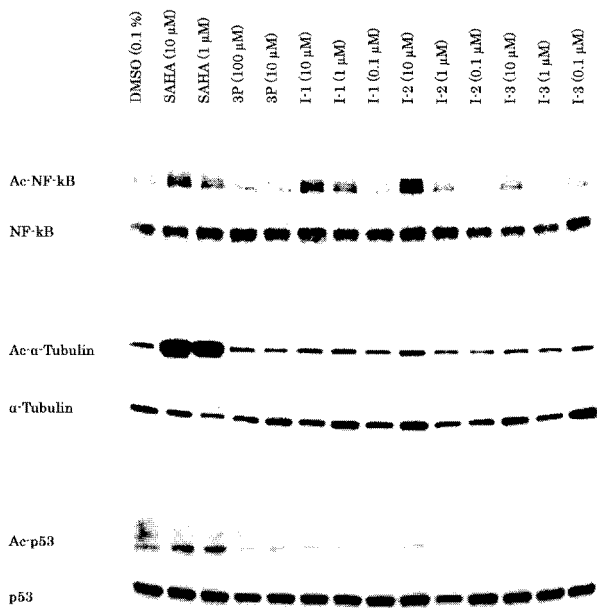 DMSO (0.1 %)
SAHA (10 μM)
SAHA (1 μM)
3P (100 μM)
3P (10 μM)
I-1 (10 μM)
I-1 (1 μM)
I-1 (0.1 μM)
I-2 (10 μM)
I-2 (1 μM)
I-2 (0.1 μM)
I-3 (10 μM)
I-3 (1 μM)
I-3 (0.1 μM)
Ac-NF-kB
NF-kB
Ac-α-Tubulin
α-Tubulin
Ac-p53
p53